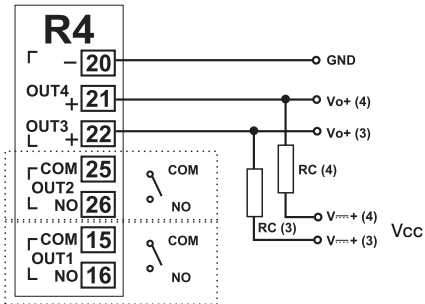 R4
− 20 GND
OUT4 + 21 Vo+ (4)
OUT3 + 22 Vo+ (3)
COM 25 COM RC (4)
OUT2
NO 26 NO V⎓+ (4)
RC (3)
COM 15 COM V⎓+ (3) Vcc
OUT1
NO 16 NO